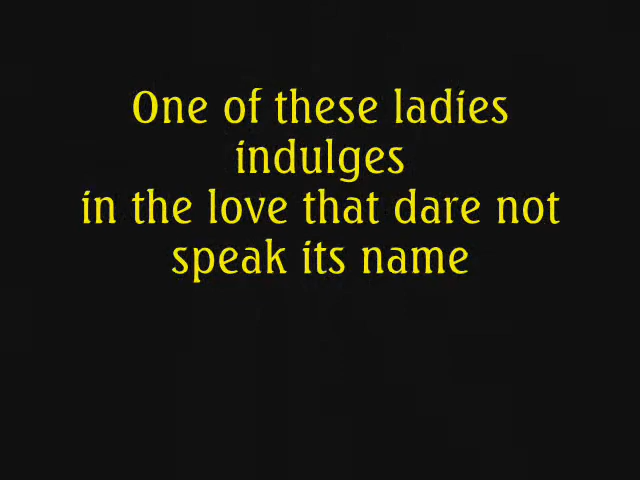 One of these ladies
indulges
in the love that dare not
speak its name